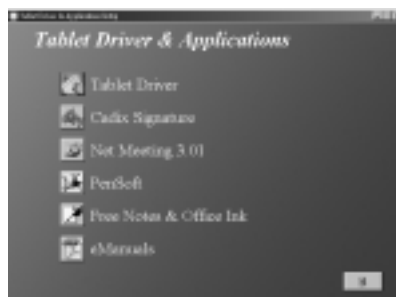 Tablet Driver & Applications
Tablet Driver
Cadix Signature
Net Meeting 3.01
PenSoft
Free Notes & Office Ink
eManuals